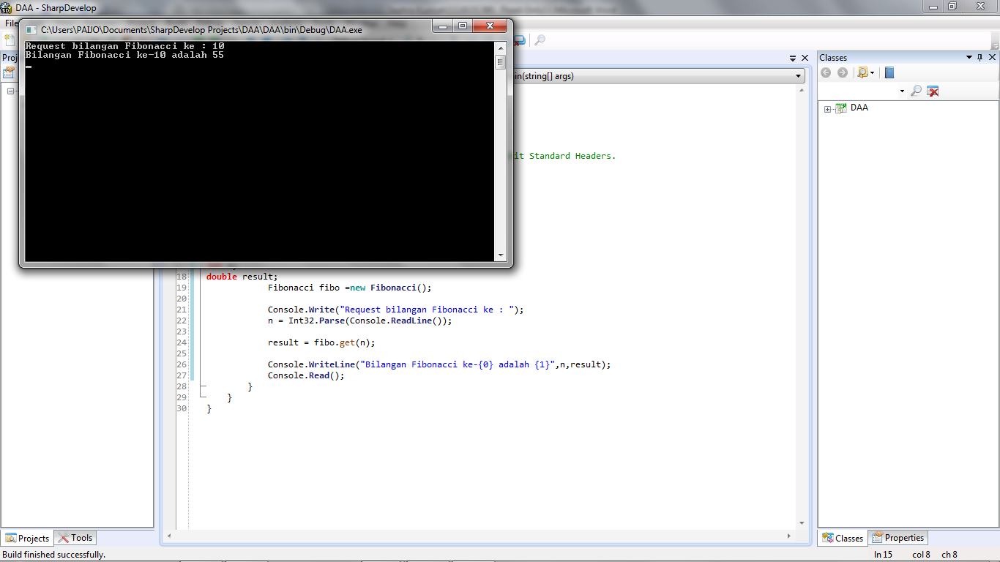 DAA - SharpDevelop
File
C:\Users\PAIJO\Documents\SharpDevelop Projects\DAA\DAA\bin\Debug\DAA.exe
Request bilangan Fibonacci ke : 10
Bilangan Fibonacci ke-10 adalah 55
Proj
in(string[] args)
Classes
DAA
it Standard Headers.
18 double result;
19 Fibonacci fibo =new Fibonacci();
20
21 Console.Write("Request bilangan Fibonacci ke : ");
22 n = Int32.Parse(Console.ReadLine());
23
24 result = fibo.get(n);
25
26 Console.WriteLine("Bilangan Fibonacci ke-{0} adalah {1}",n,result);
27 Console.Read();
28 }
29 }
30 }
Projects Tools
Classes Properties
Build finished successfully.
ln 15 col 8 ch 8